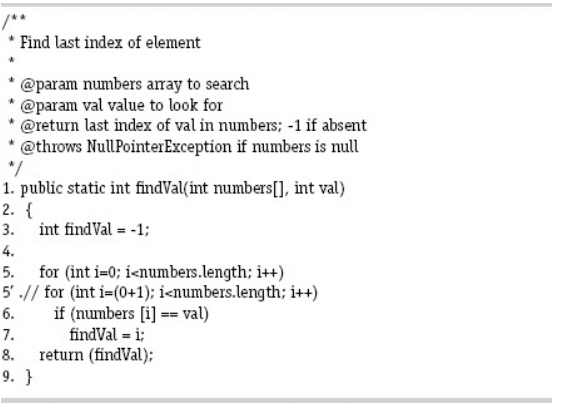 /**
* Find last index of element
*
* @param numbers array to search
* @param val value to look for
* @return last index of val in numbers; -1 if absent
* @throws NullPointerException if numbers is null
*/
1. public static int findVal(int numbers[], int val)
2. {
3. int findVal = -1;
4.
5. for (int i=0; i<numbers.length; i++)
5′ .// for (int i=(0+1); i<numbers.length; i++)
6. if (numbers [i] == val)
7. findVal = i;
8. return (findVal);
9. }